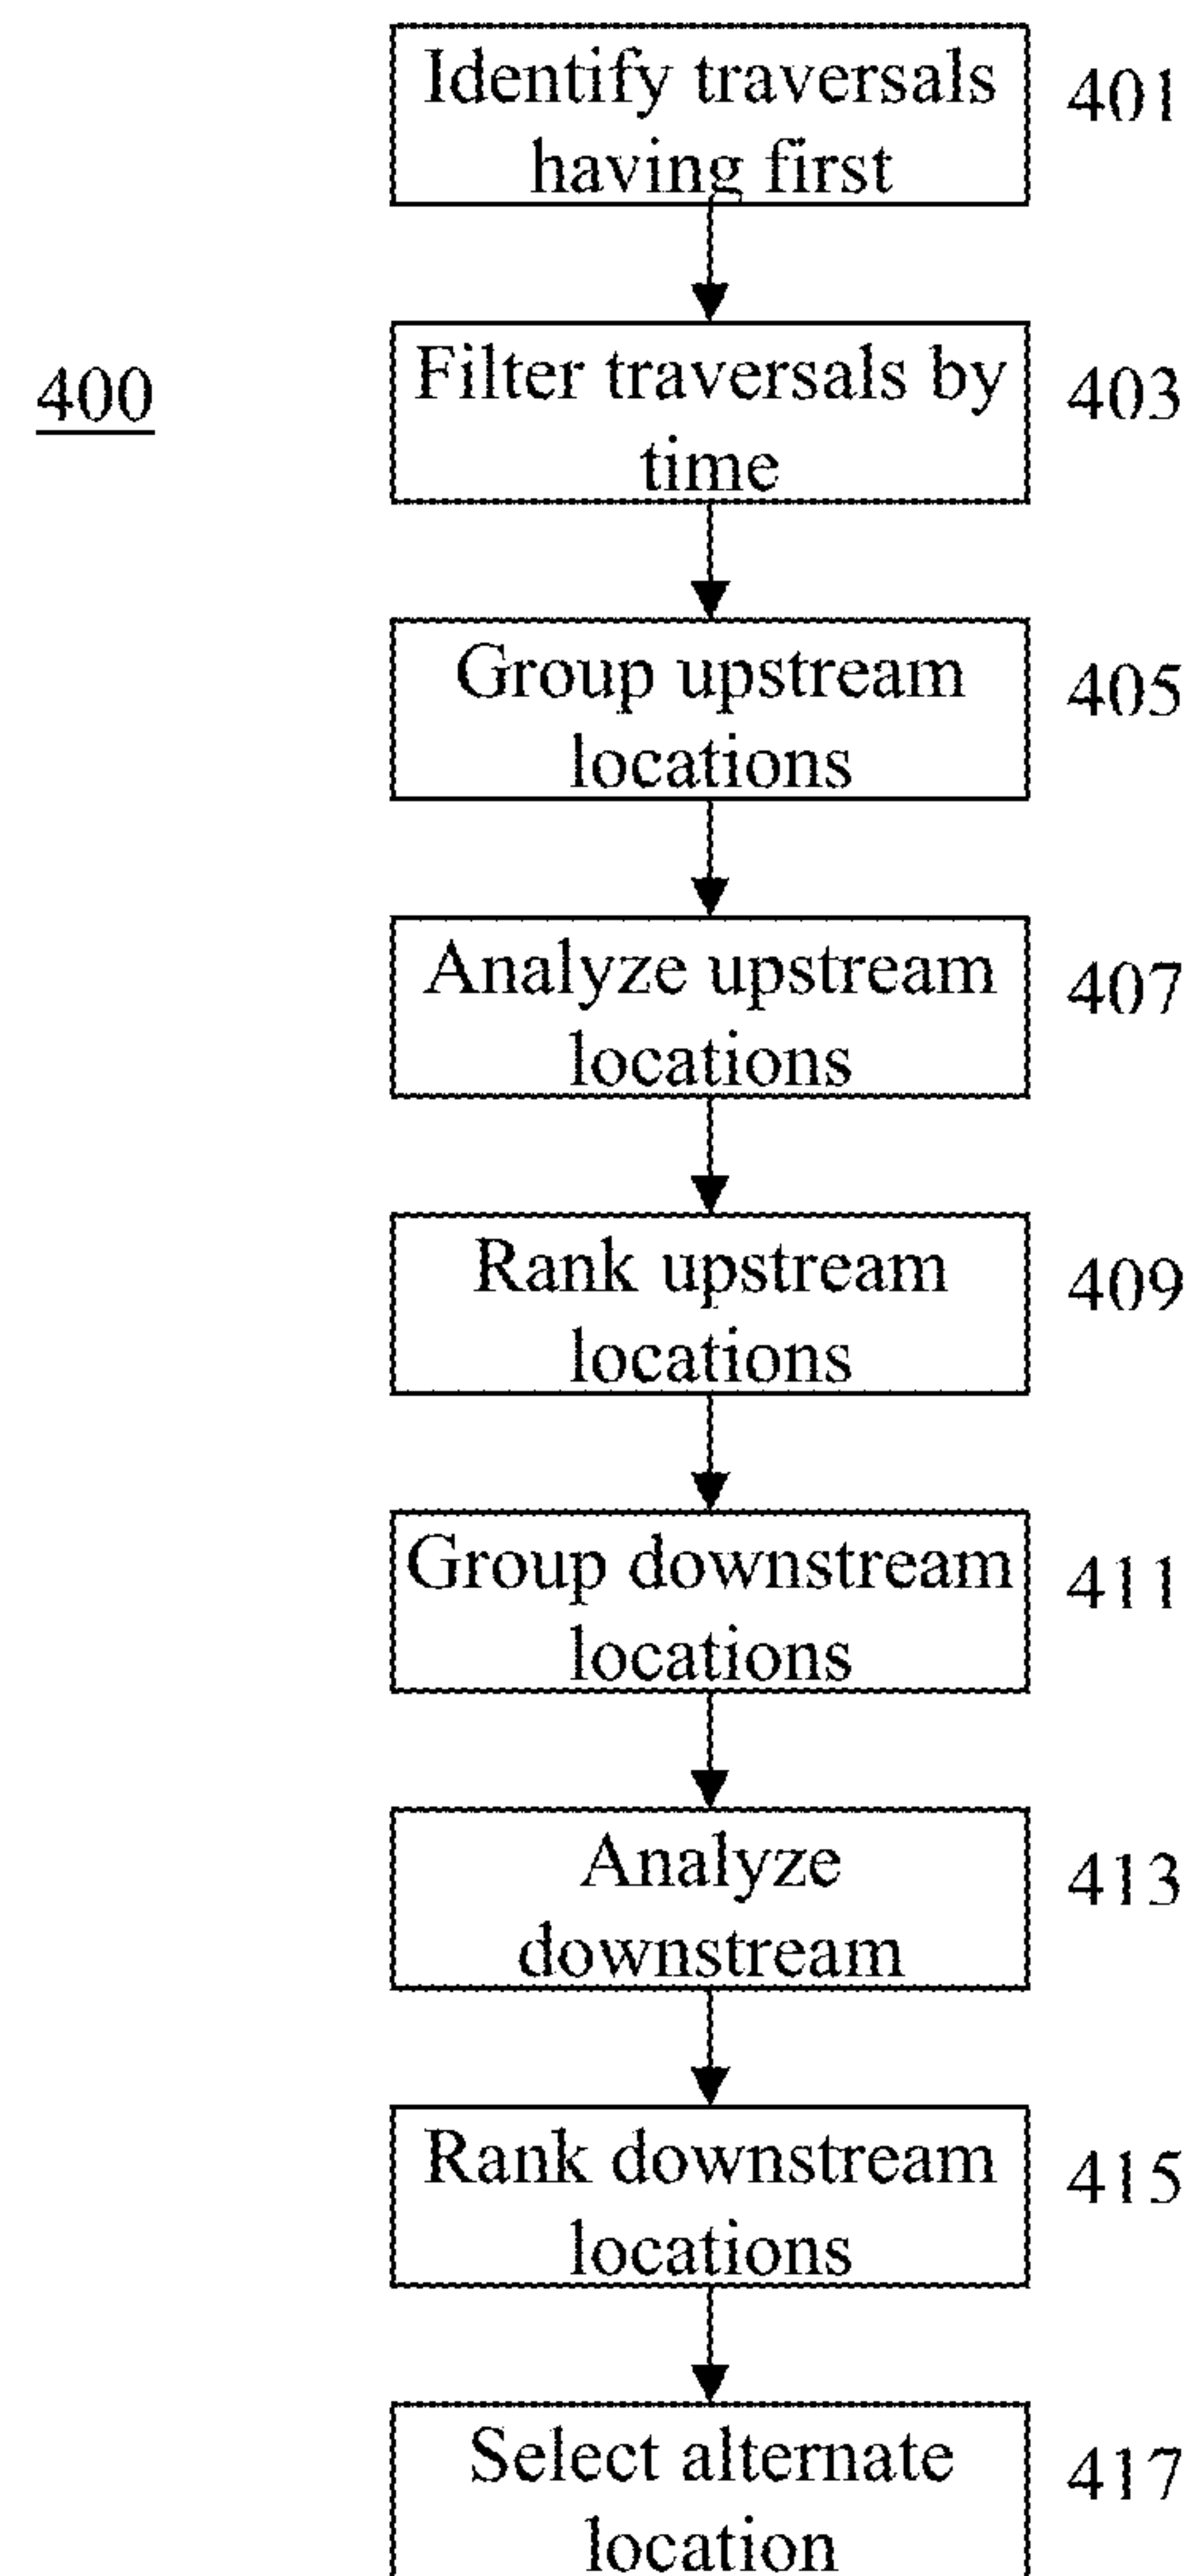 Identify traversals
having first
401
400
Filter traversals by
time
403
Group upstream
locations
405
Analyze upstream
locations
407
Rank upstream
locations
409
Group downstream
locations
411
Analyze
downstream
413
Rank downstream
locations
415
Select alternate
location
417